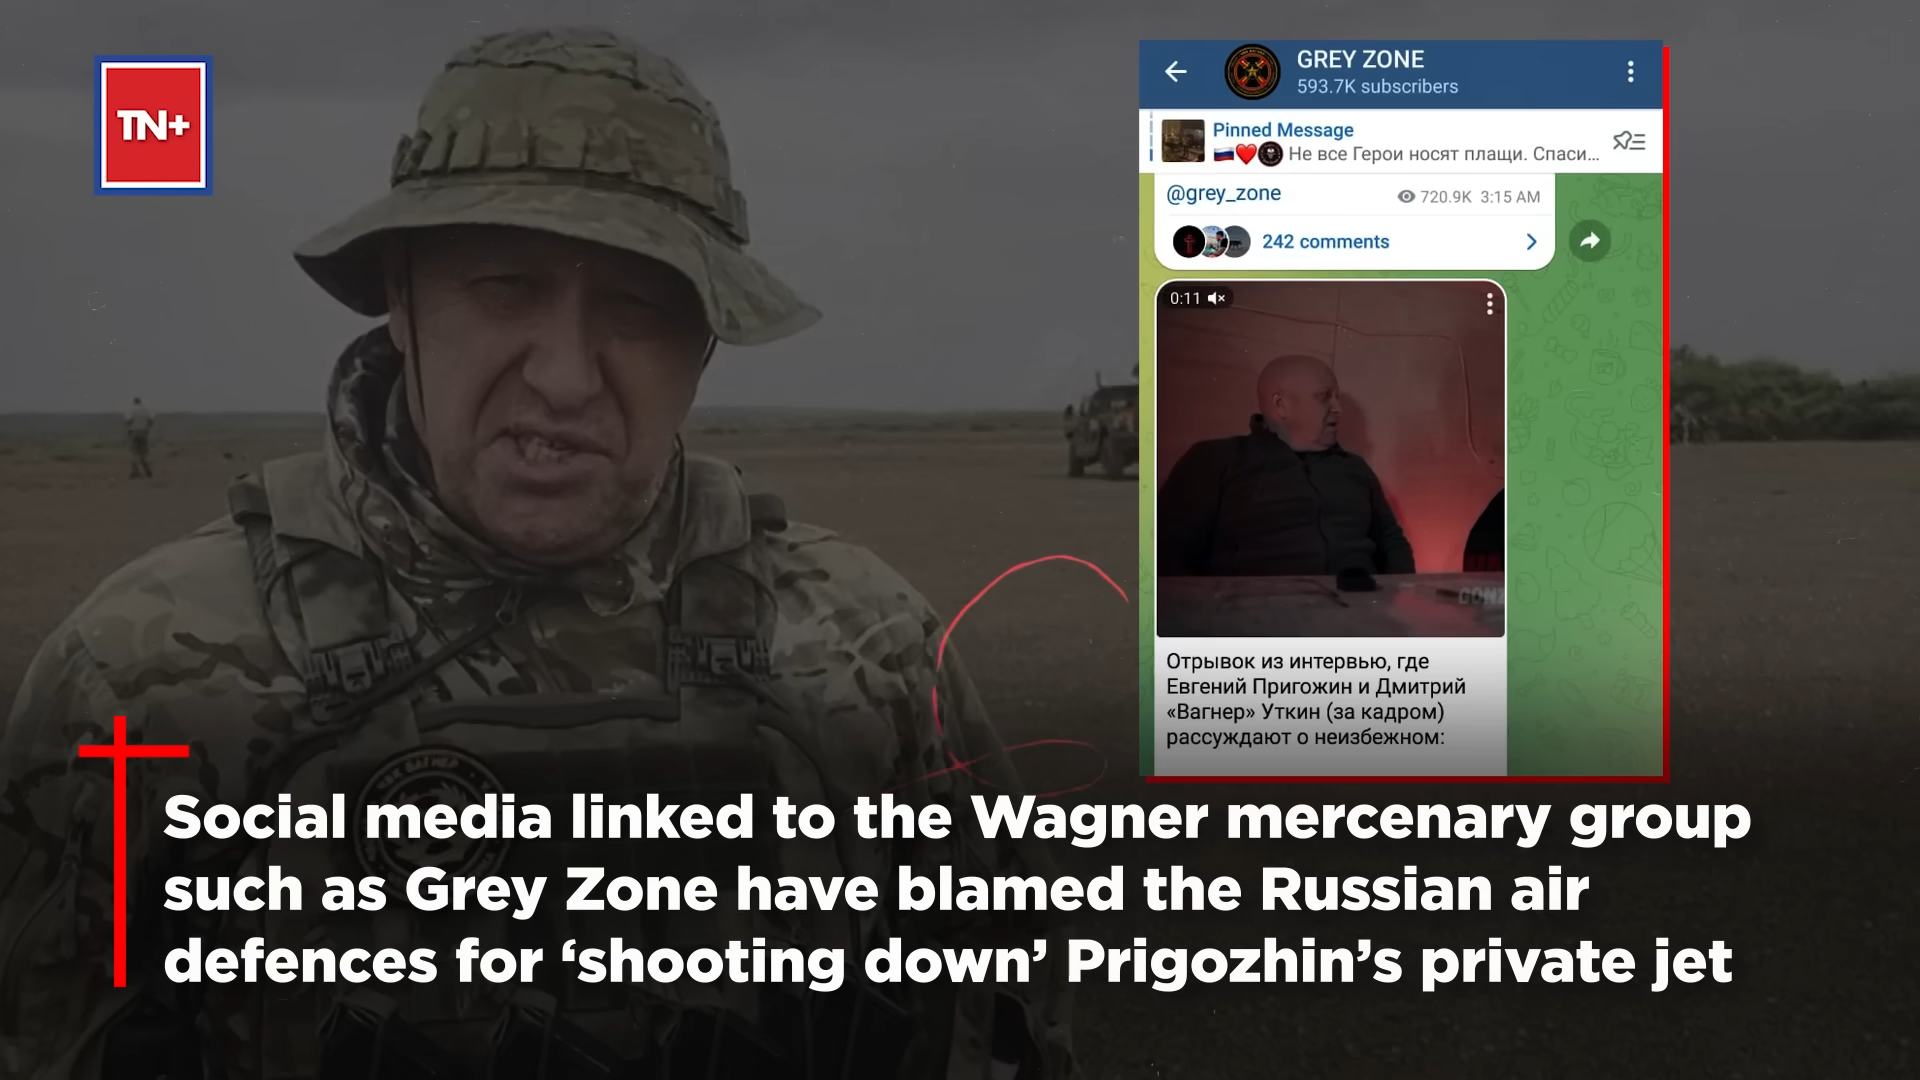 TN+
GREY ZONE
593.7K subscribers
Pinned Message
Не все Герои носят плащи. Спаси...
@grey_zone
720.9K 3:15 AM
242 comments
0:11
Отрывок из интервью, где
Евгений Пригожин и Дмитрий
«Вагнер» Уткин (за кадром)
рассуждают о неизбежном:
ЧВК ВАГНЕР
Social media linked to the Wagner mercenary group
such as Grey Zone have blamed the Russian air
defences for ‘shooting down’ Prigozhin’s private jet